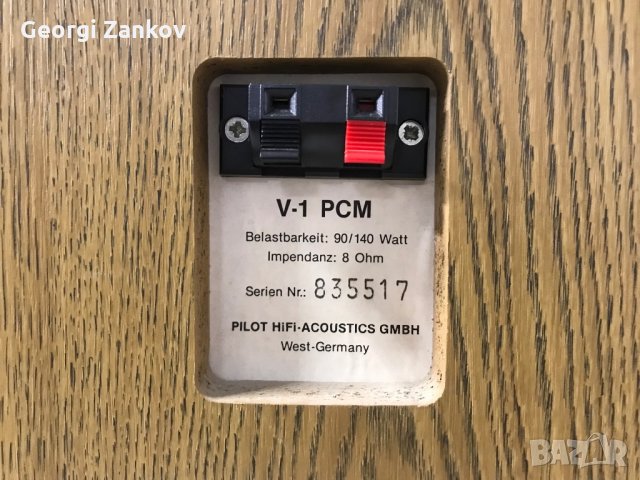 Georgi Zankov
V-1 PCM
Belastbarkeit: 90/140 Watt
Impendanz: 8 Ohm
Serien Nr.: 835517
PILOT HiFi-ACOUSTICS GMBH
West-Germany
BAZAR